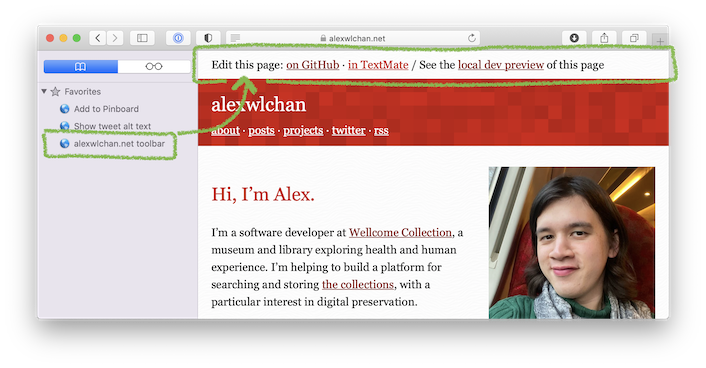 alexwlchan.net
Edit this page: on GitHub · in TextMate / See the local dev preview of this page
Favorites
Add to Pinboard
Show tweet alt text
alexwlchan.net toolbar
alexwlchan
about · posts · projects · twitter · rss
Hi, I’m Alex.
I’m a software developer at Wellcome Collection, a
museum and library exploring health and human
experience. I’m helping to build a platform for
searching and storing the collections, with a
particular interest in digital preservation.